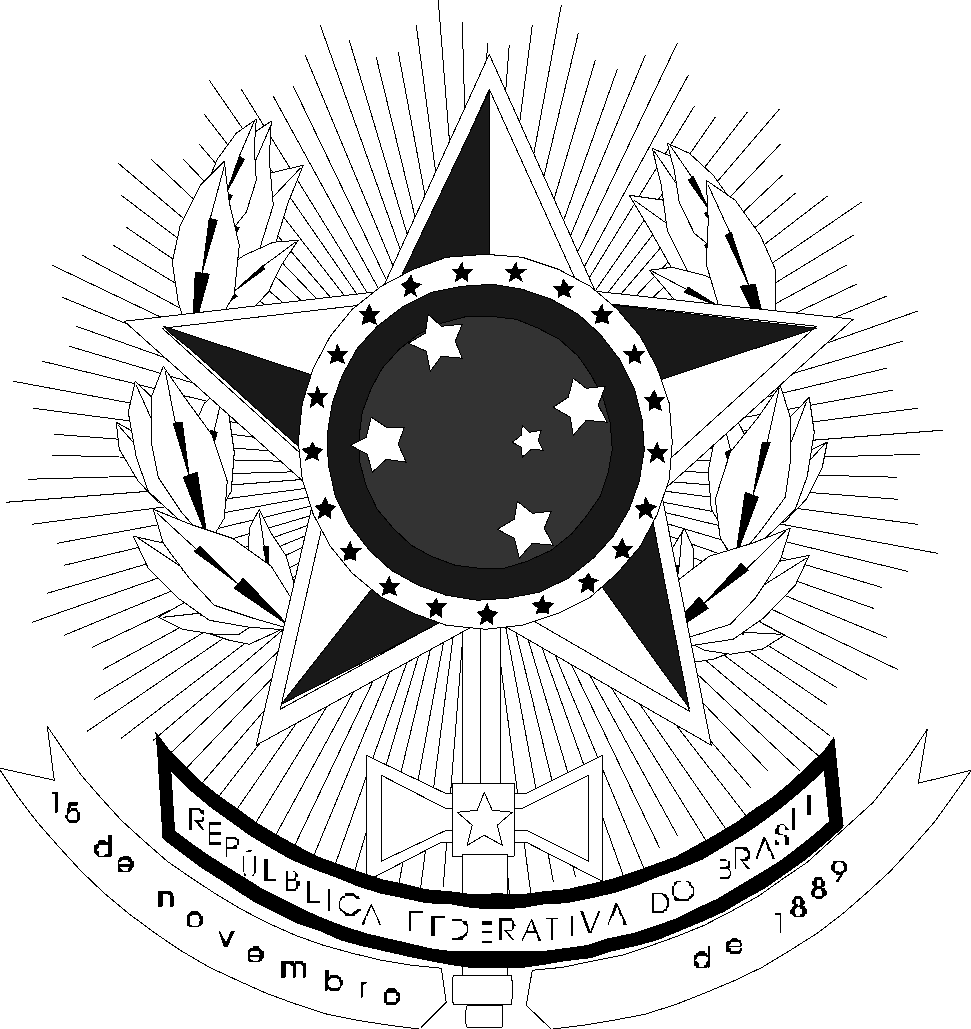 REPÚBLICA FEDERATIVA DO BRASIL
15 de novembro
de 1889